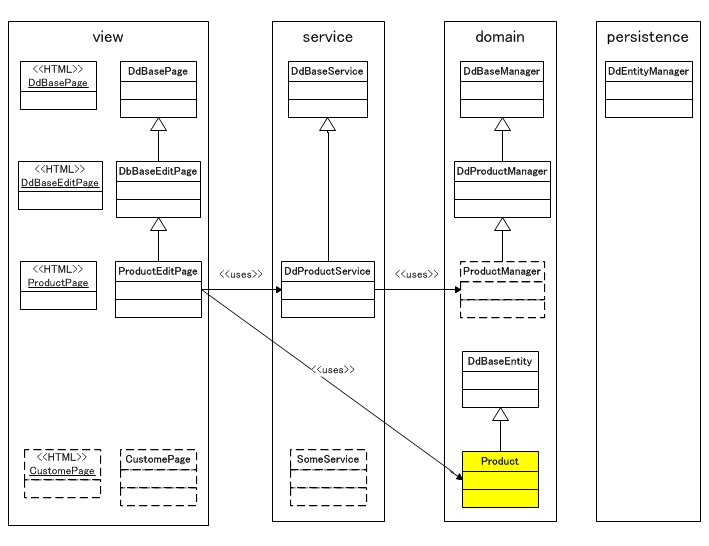 view
service
domain
persistence
<<HTML>>
DdBasePage
DdBasePage
DdBaseService
DdBaseManager
DdEntityManager
<<HTML>>
DdBaseEditPage
DbBaseEditPage
DdProductManager
<<HTML>>
ProductPage
ProductEditPage
<<uses>>
DdProductService
<<uses>>
ProductManager
<<uses>>
DdBaseEntity
<<HTML>>
CustomePage
CustomePage
SomeService
Product